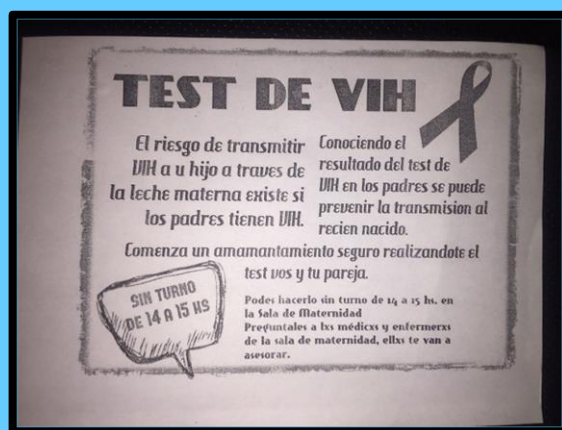 TEST DE VIH
El riesgo de transmitir
VIH a u hijo a traves de
la leche materna existe si
los padres tienen VIH.
Conociendo el
resultado del test de
VIH en los padres se puede
prevenir la transmision al
recien nacido.
Comenza un amamantamiento seguro realizandote el
test vos y tu pareja.
SIN TURNO
DE 14 A 15 HS
Podes hacerlo sin turno de 14 a 15 hs. en
la Sala de Maternidad
Preguntales a lxs médicxs y enfermerxs
de la sala de maternidad, ellxs te van a
asesorar.